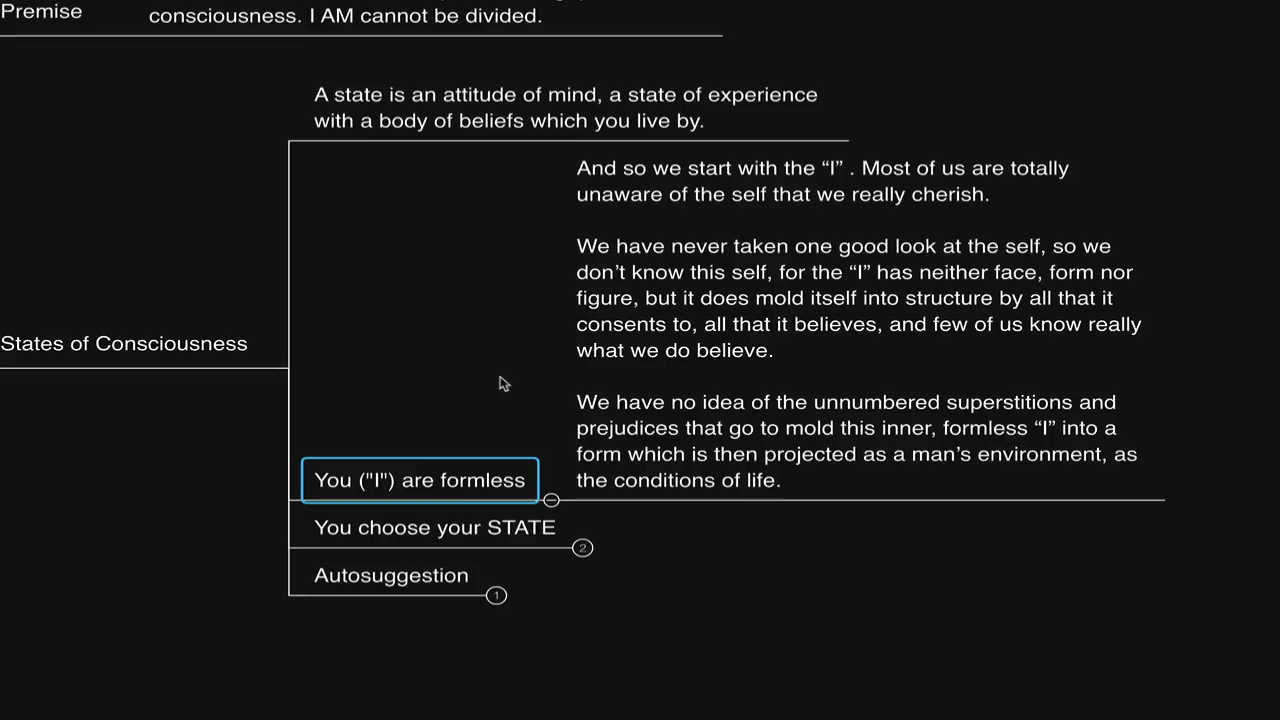 Premise
consciousness. I AM cannot be divided.
A state is an attitude of mind, a state of experience
with a body of beliefs which you live by.
And so we start with the “I” . Most of us are totally
unaware of the self that we really cherish.
We have never taken one good look at the self, so we
don’t know this self, for the “I” has neither face, form nor
figure, but it does mold itself into structure by all that it
consents to, all that it believes, and few of us know really
what we do believe.
We have no idea of the unnumbered superstitions and
prejudices that go to mold this inner, formless “I” into a
form which is then projected as a man’s environment, as
the conditions of life.
States of Consciousness
You ("I") are formless
You choose your STATE
2
Autosuggestion
1